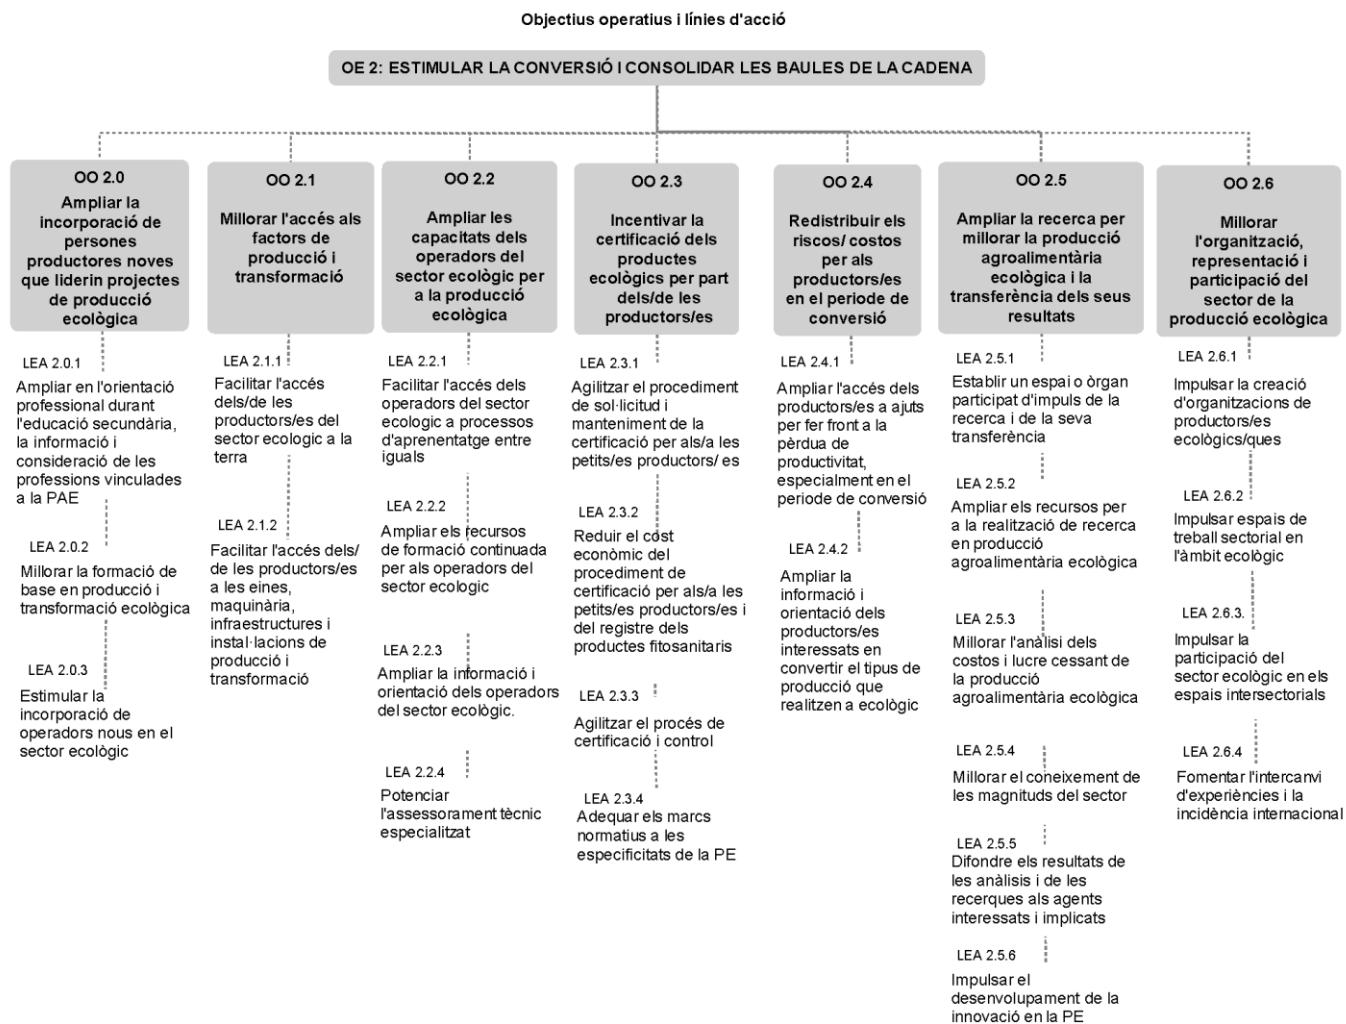 Objectius operatius i línies d'acció
OE 2: ESTIMULAR LA CONVERSIÓ I CONSOLIDAR LES BAULES DE LA CADENA
OO 2.0
Ampliar la
incorporació de
persones
productores noves
que liderin projectes
de producció
ecològica
LEA 2.0.1
Ampliar en l'orientació
professional durant
l'educació secundària,
la informació i
consideració de les
professions vinculades
a la PAE
LEA 2.0.2
Millorar la formació de
base en producció i
transformació ecològica
LEA 2.0.3
Estimular la
incorporació de
operadors nous en el
sector ecològic
OO 2.1
Millorar l'accés als
factors de
producció i
transformació
LEA 2.1.1
Facilitar l'accés
dels/de les
productors/es del
sector ecologic a la
terra
LEA 2.1.2
Facilitar l'accés dels/
de les productors/es
a les eines,
maquinària,
infraestructures i
instal·lacions de
producció i
transformació
OO 2.2
Ampliar les
capacitats dels
operadors del
sector ecològic per
a la producció
ecològica
LEA 2.2.1
Facilitar l'accés dels
operadors del sector
ecologic a processos
d'aprenentatge entre
iguals
LEA 2.2.2
Ampliar els recursos
de formació continuada
per als operadors del
sector ecologic
LEA 2.2.3
Ampliar la informació i
orientació dels operadors
del sector ecològic.
LEA 2.2.4
Potenciar
l'assessorament tècnic
especialitzat
OO 2.3
Incentivar la
certificació dels
productes
ecològics per part
dels/de les
productors/es
LEA 2.3.1
Agilitzar el procediment
de sol·licitud i
manteniment de la
certificació per als/a les
petits/es productors/ es
LEA 2.3.2
Reduir el cost
econòmic del
procediment de
certificació per als/a les
petits/es productors/es i
del registre dels
productes fitosanitaris
LEA 2.3.3
Agilitzar el procés de
certificació i control
LEA 2.3.4
Adequar els marcs
normatius a les
especificitats de la PE
OO 2.4
Redistribuir els
riscos/ costos
per als
productors/es
en el periode de
conversió
LEA 2.4.1
Ampliar l'accés dels
productors/es a ajuts
per fer front a la
pèrdua de
productivitat,
especialment en el
periode de conversió
LEA 2.4.2
Ampliar la
informació i
orientació dels
productors/es
interessats en
convertir el tipus de
producció que
realitzen a ecològic
OO 2.5
Ampliar la recerca per
millorar la producció
agroalimentària
ecològica i la
transferència dels seus
resultats
LEA 2.5.1
Establir un espai o òrgan
participat d'impuls de la
recerca i de la seva
transferència
LEA 2.5.2
Ampliar els recursos per
a la realització de recerca
en producció
agroalimentària ecològica
LEA 2.5.3
Millorar l'anàlisi dels
costos i lucre cessant de
la producció
agroalimentària ecològica
LEA 2.5.4
Millorar el coneixement de
les magnituds del sector
LEA 2.5.5
Difondre els resultats de
les anàlisis i de les
recerques als agents
interessats i implicats
LEA 2.5.6
Impulsar el
desenvolupament de la
innovació en la PE
OO 2.6
Millorar
l'organització,
representació i
participació del
sector de la
producció ecològica
LEA 2.6.1
Impulsar la creació
d'organitzacions de
productors/es
ecològics/ques
LEA 2.6.2
Impulsar espais de
treball sectorial en
l'àmbit ecològic
LEA 2.6.3.
Impulsar la
participació del
sector ecològic en els
espais intersectorials
LEA 2.6.4
Fomentar l'intercanvi
d'experiències i la
incidència internacional